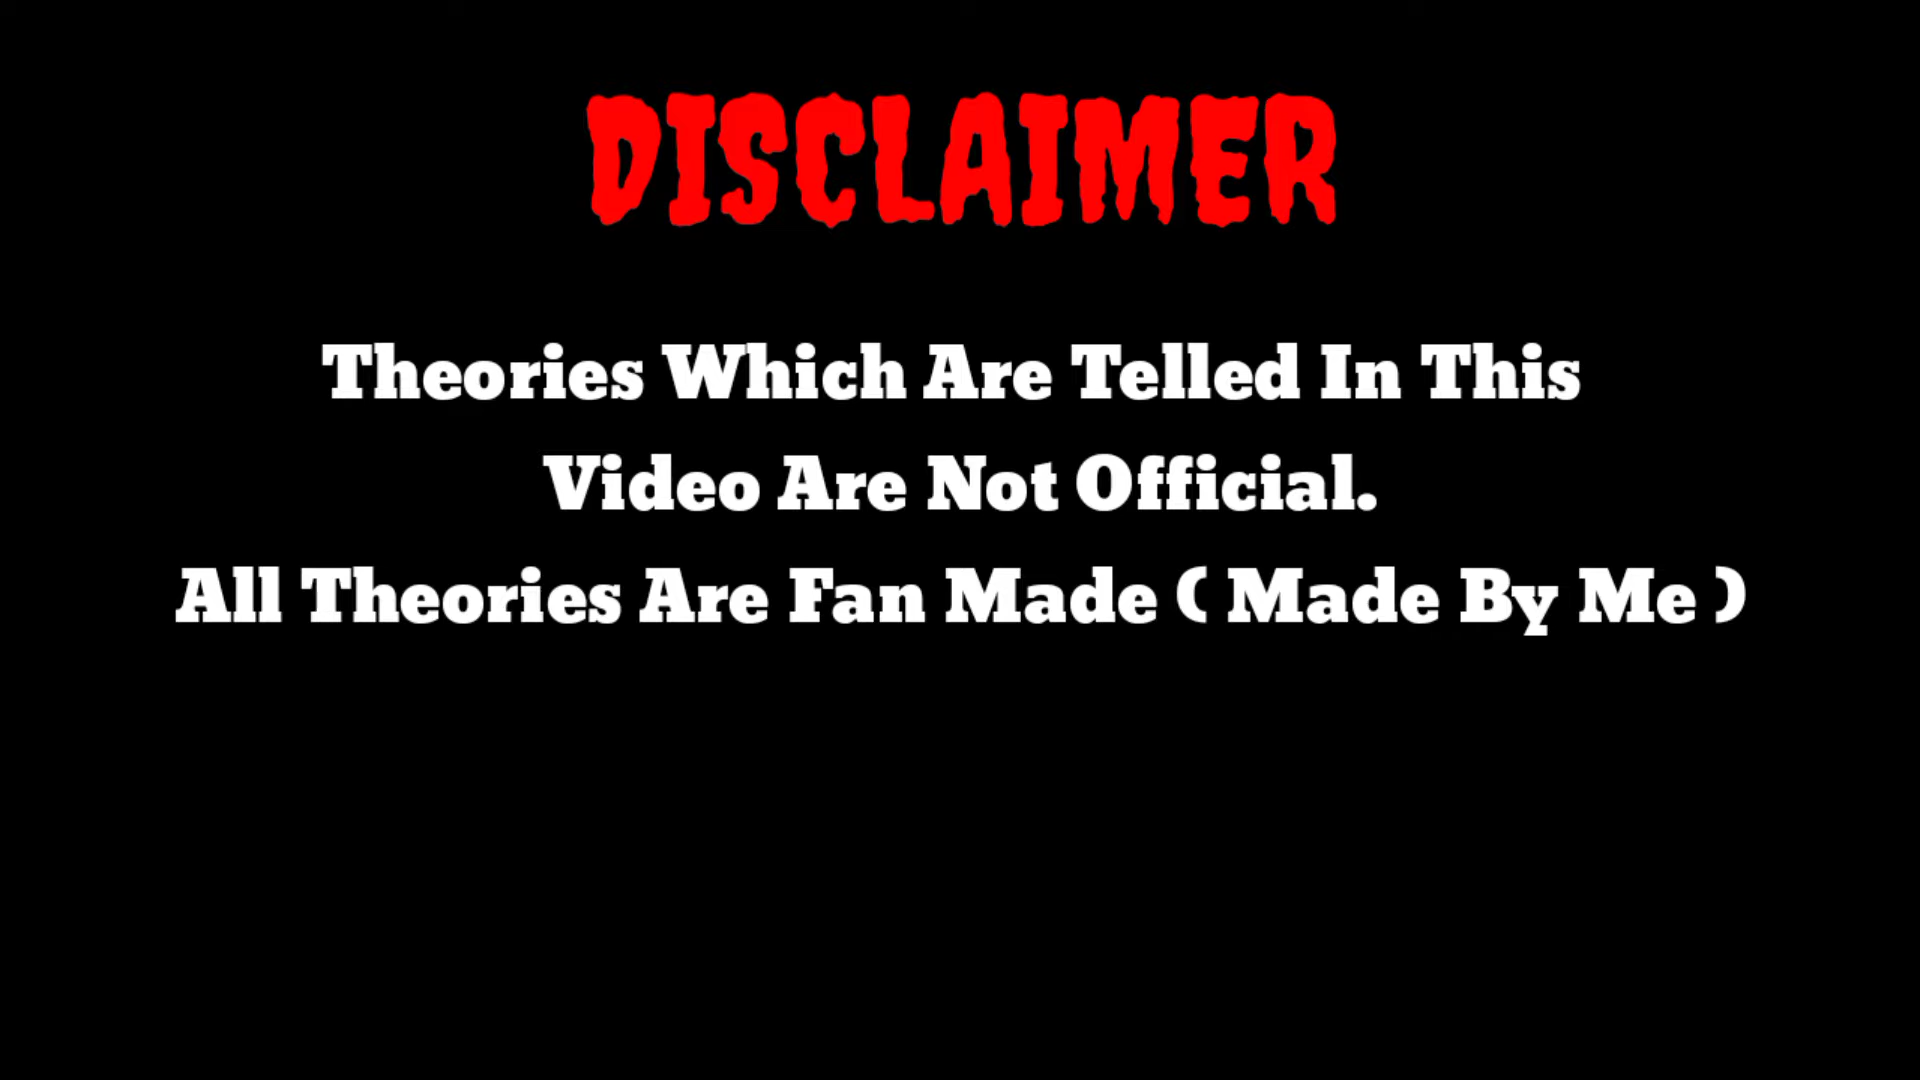 DISCLAIMER
Theories Which Are Telled In This
Video Are Not Official.
All Theories Are Fan Made ( Made By Me )